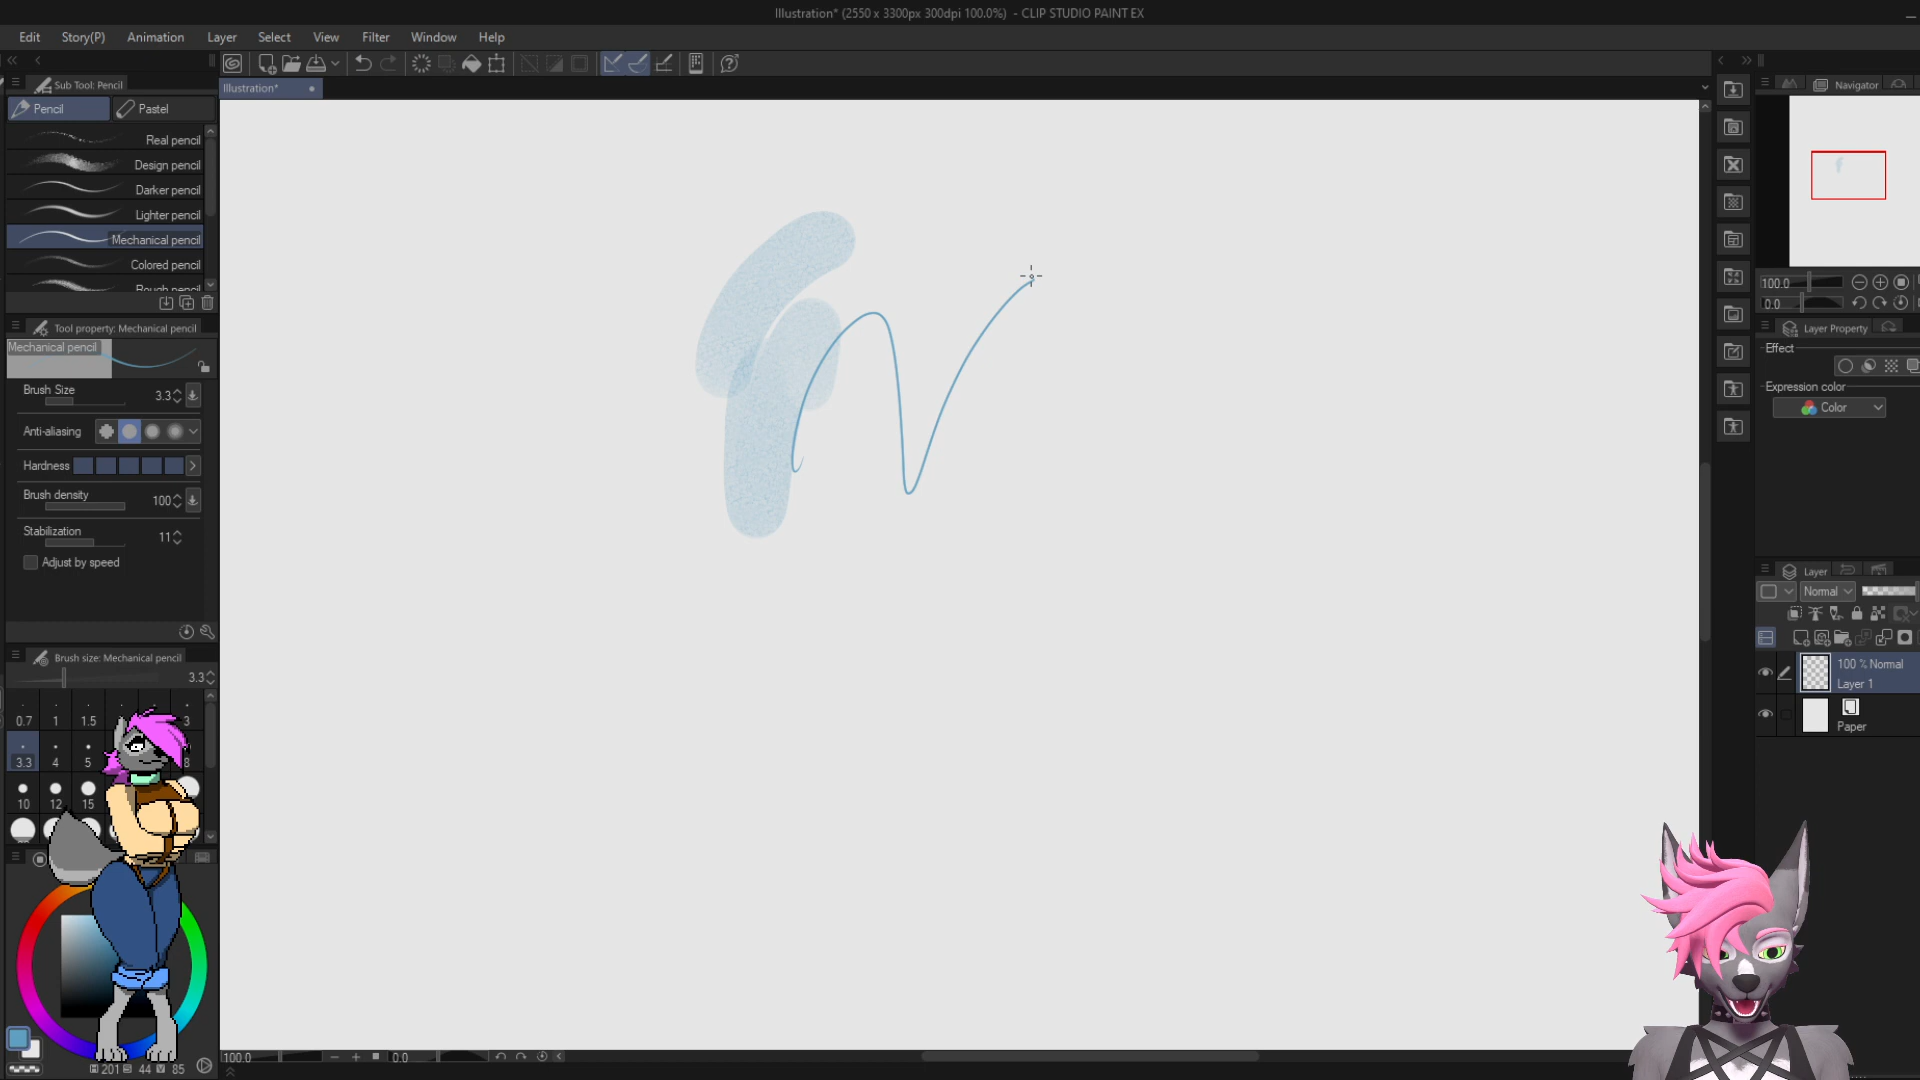 Illustration* (2550 x 3300px 300dpi 100.0%) - CLIP STUDIO PAINT EX
Edit Story(P) Animation Layer Select View Filter Window Help
Sub Tool: Pencil
Pencil Pastel
Real pencil
Design pencil
Darker pencil
Lighter pencil
Mechanical pencil
Colored pencil
Rough pencil
Tool property: Mechanical pencil
Mechanical pencil
Brush Size 3.3
Anti-aliasing
Hardness
Brush density 100
Stabilization 11
Adjust by speed
Brush size: Mechanical pencil
3.3
0.7 1 1.5 3
3.3 4 5 8
10 12 15
H 201 S 44 V 85
Illustration*
100.0 0.0
Navigator
100.0
0.0
Layer Property
Effect
Expression color
Color
Layer
Normal
100 % Normal
Layer 1
Paper